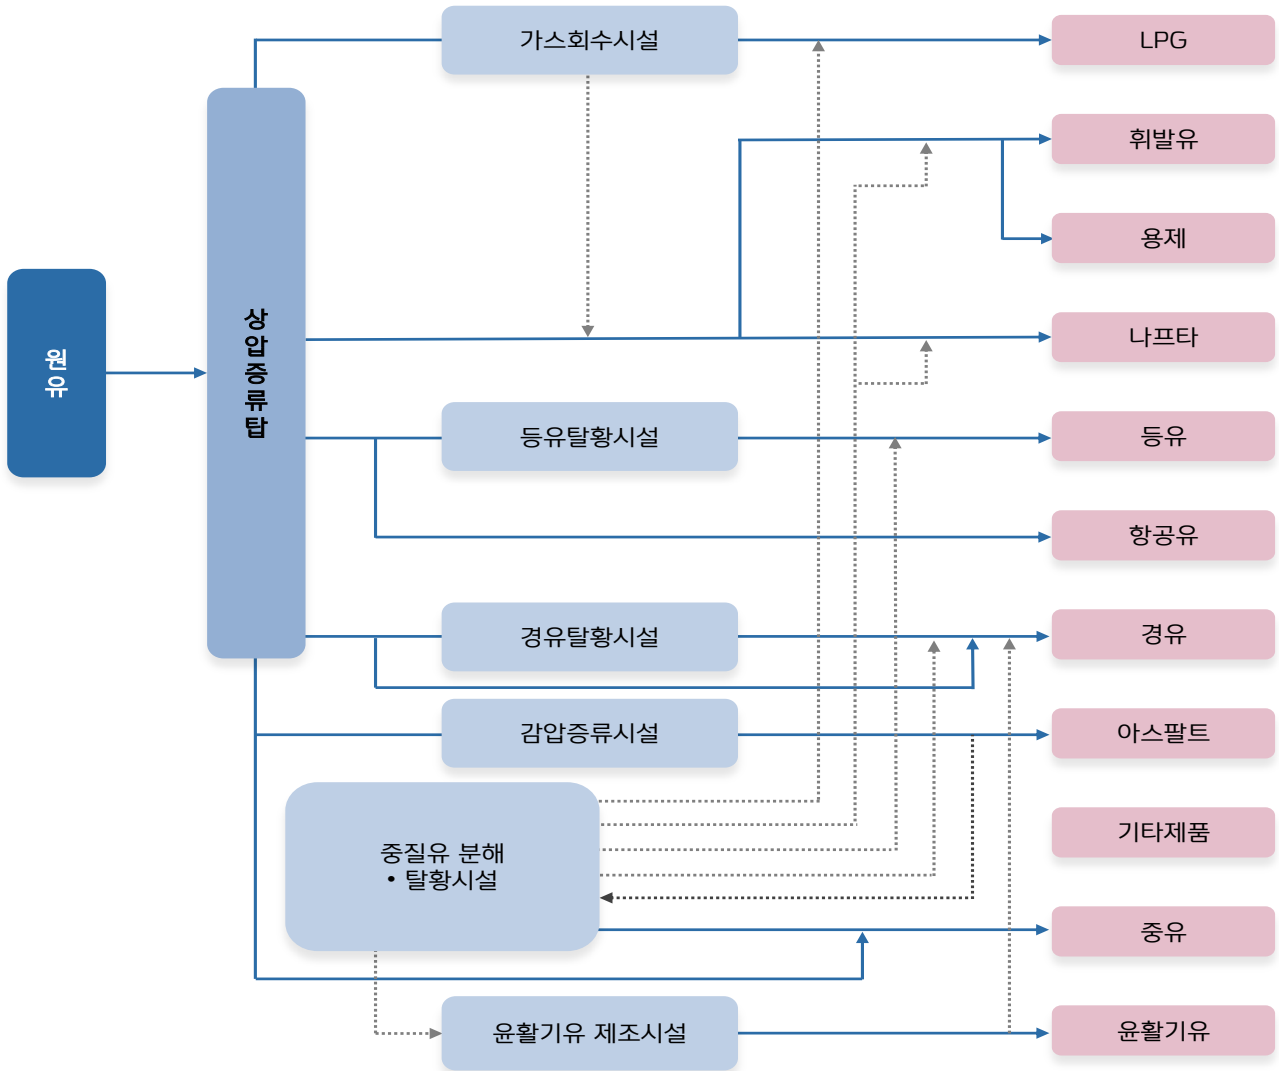 원
유
상
압
증
류
탑
가스회수시설
등유탈황시설
경유탈황시설
감압증류시설
중질유 분해
• 탈황시설
윤활기유 제조시설
LPG
휘발유
용제
나프타
등유
항공유
경유
아스팔트
기타제품
중유
윤활기유